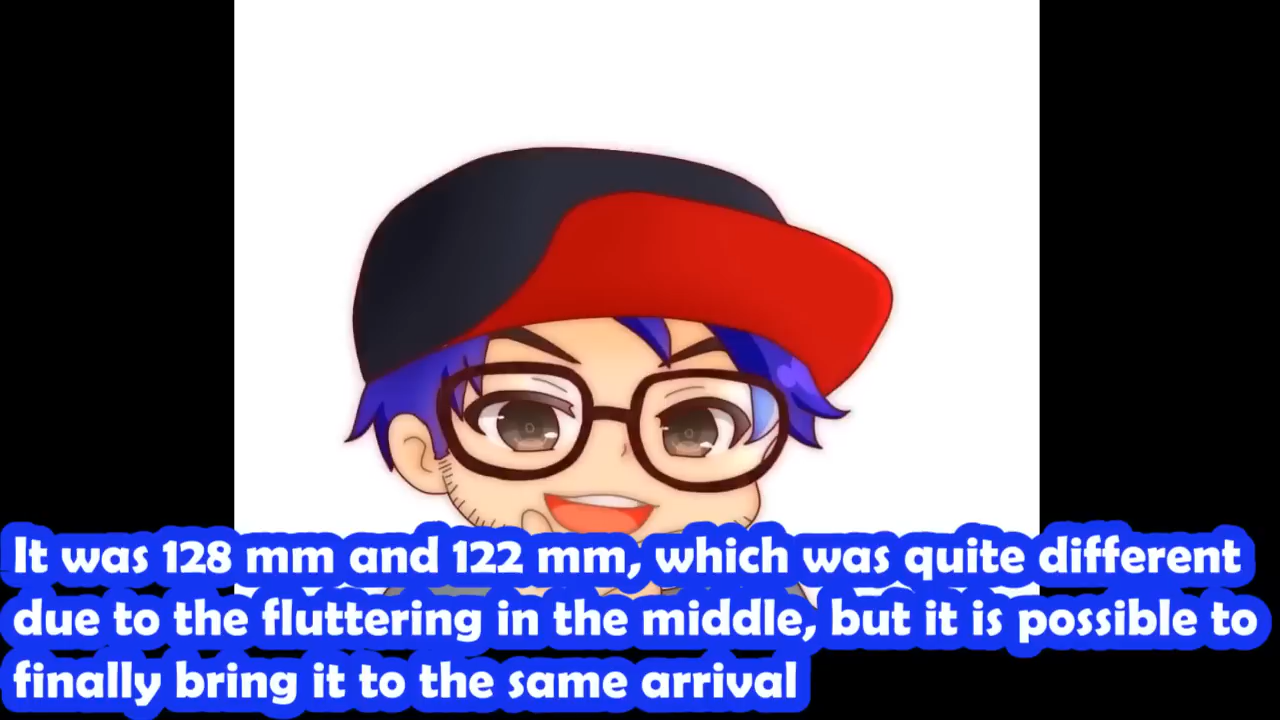 It was 128 mm and 122 mm, which was quite different
due to the fluttering in the middle, but it is possible to
finally bring it to the same arrival